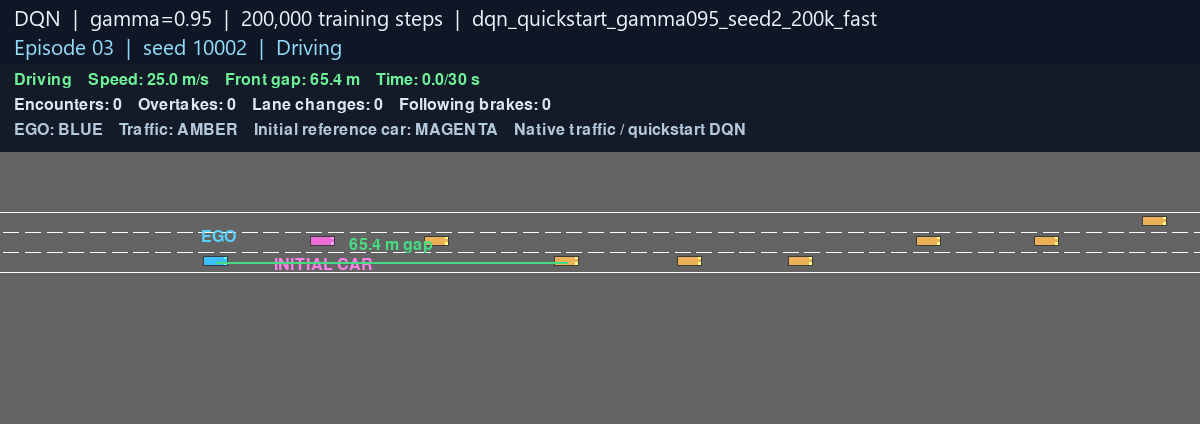 DQN | gamma=0.95 | 200,000 training steps | dqn_quickstart_gamma095_seed2_200k_fast
Episode 03 | seed 10002 | Driving
Driving Speed: 25.0 m/s Front gap: 65.4 m Time: 0.0/30 s
Encounters: 0 Overtakes: 0 Lane changes: 0 Following brakes: 0
EGO: BLUE Traffic: AMBER Initial reference car: MAGENTA Native traffic / quickstart DQN
EGO
65.4 m gap
INITIAL CAR